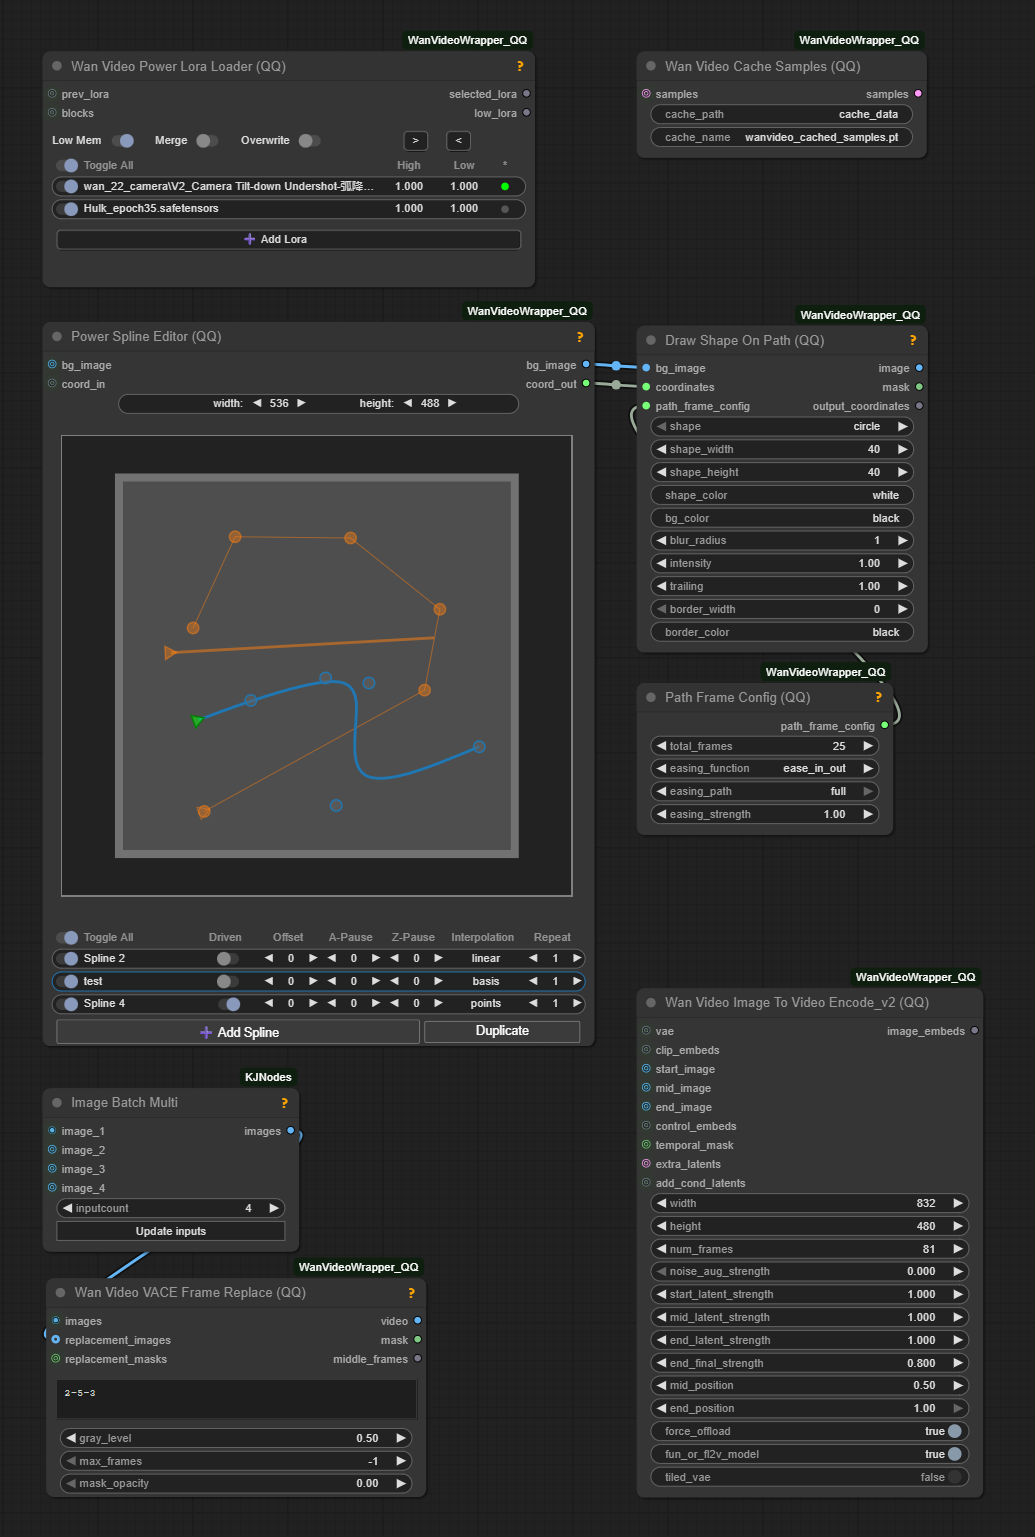 WanVideoWrapper_QQ
Wan Video Power Lora Loader (QQ) ?
prev_lora selected_lora
blocks low_lora
Low Mem Merge Overwrite > <
Toggle All High Low *
wan_22_camera\V2_Camera Tilt-down Undershot-弧降... 1.000 1.000
Hulk_epoch35.safetensors 1.000 1.000
+ Add Lora
WanVideoWrapper_QQ
Wan Video Cache Samples (QQ)
samples samples
cache_path cache_data
cache_name wanvideo_cached_samples.pt
WanVideoWrapper_QQ
Power Spline Editor (QQ) ?
bg_image bg_image
coord_in coord_out
width: 536 height: 488
Toggle All Driven Offset A-Pause Z-Pause Interpolation Repeat
Spline 2 0 0 0 linear 1
test 0 0 0 basis 1
Spline 4 0 0 0 points 1
+ Add Spline Duplicate
WanVideoWrapper_QQ
Draw Shape On Path (QQ) ?
bg_image image
coordinates mask
path_frame_config output_coordinates
shape circle
shape_width 40
shape_height 40
shape_color white
bg_color black
blur_radius 1
intensity 1.00
trailing 1.00
border_width 0
border_color black
WanVideoWrapper_QQ
Path Frame Config (QQ) ?
path_frame_config
total_frames 25
easing_function ease_in_out
easing_path full
easing_strength 1.00
KJNodes
Image Batch Multi ?
image_1 images
image_2
image_3
image_4
inputcount 4
Update inputs
WanVideoWrapper_QQ
Wan Video VACE Frame Replace (QQ) ?
images video
replacement_images mask
replacement_masks middle_frames
2-5-3
gray_level 0.50
max_frames -1
mask_opacity 0.00
WanVideoWrapper_QQ
Wan Video Image To Video Encode_v2 (QQ)
vae image_embeds
clip_embeds
start_image
mid_image
end_image
control_embeds
temporal_mask
extra_latents
add_cond_latents
width 832
height 480
num_frames 81
noise_aug_strength 0.000
start_latent_strength 1.000
mid_latent_strength 1.000
end_latent_strength 1.000
end_final_strength 0.800
mid_position 0.50
end_position 1.00
force_offload true
fun_or_fl2v_model true
tiled_vae false